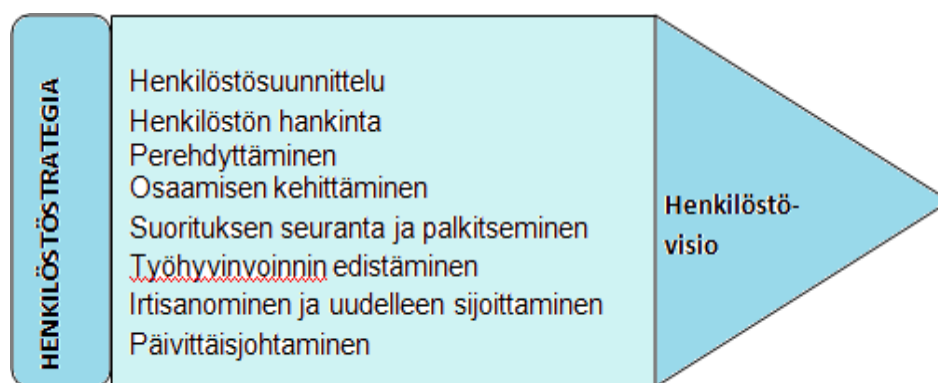 HENKILÖSTÖSTRATEGIA
Henkilöstösuunnittelu
Henkilöstön hankinta
Perehdyttäminen
Osaamisen kehittäminen
Suorituksen seuranta ja palkitseminen
Työhyvinvoinnin edistäminen
Irtisanominen ja uudelleen sijoittaminen
Päivittäisjohtaminen
Henkilöstö-
visio